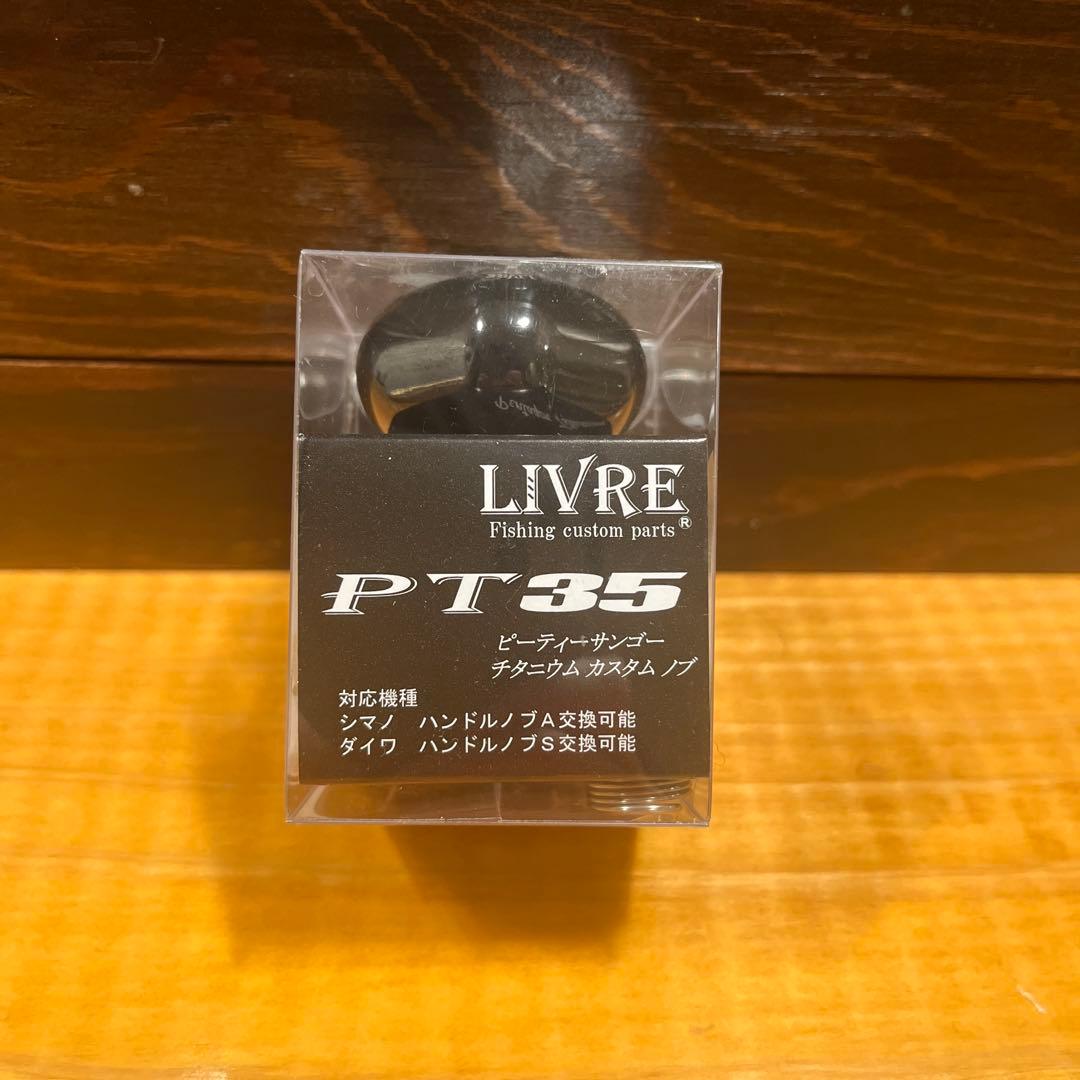 LIVRE
Fishing custom parts®
PT35
ピーティーサンゴー
チタニウム カスタム ノブ
対応機種
シマノ ハンドルノブA交換可能
ダイワ ハンドルノブS交換可能